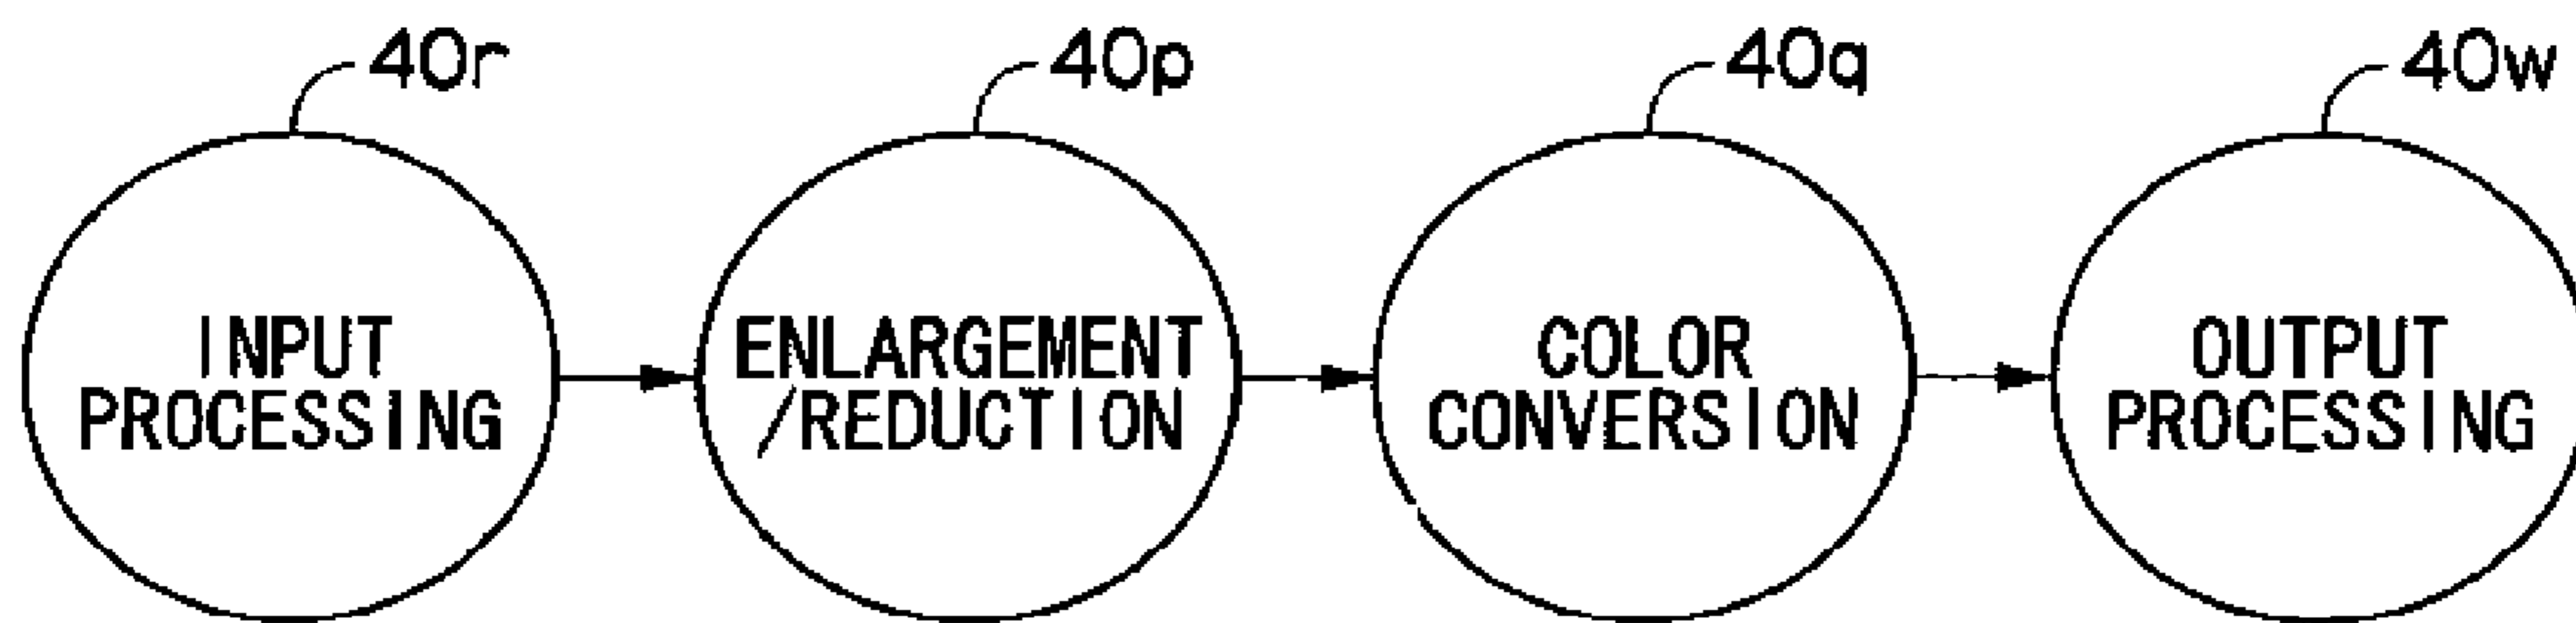 40r
40p
40q
40w
INPUT
PROCESSING
ENLARGEMENT
/REDUCTION
COLOR
CONVERSION
OUTPUT
PROCESSING